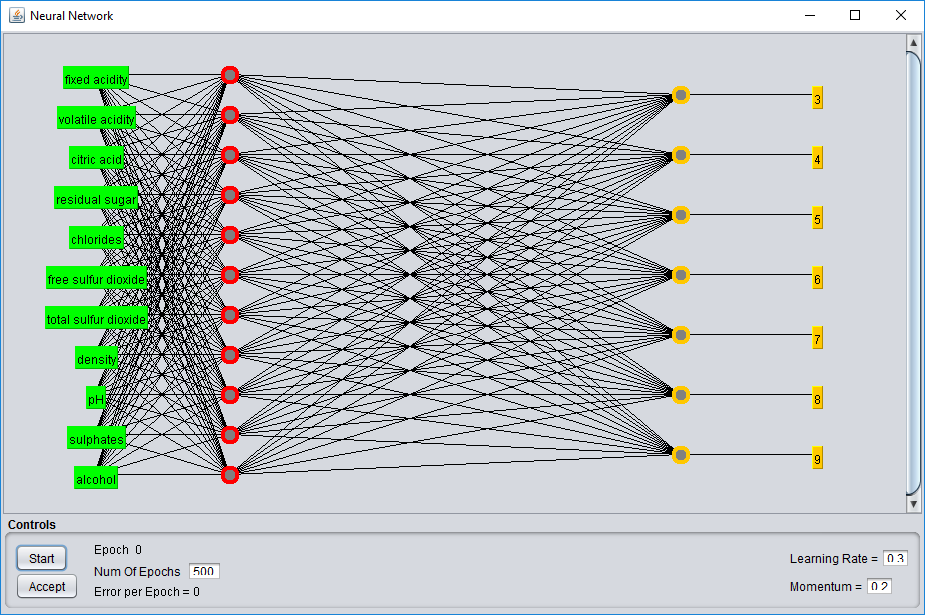 Neural Network
fixed acidity
volatile acidity
citric acid
residual sugar
chlorides
free sulfur dioxide
total sulfur dioxide
density
pH
sulphates
alcohol
3
4
5
6
7
8
9
Controls
Start
Accept
Epoch 0
Num Of Epochs 500
Error per Epoch = 0
Learning Rate = 0.3
Momentum = 0.2